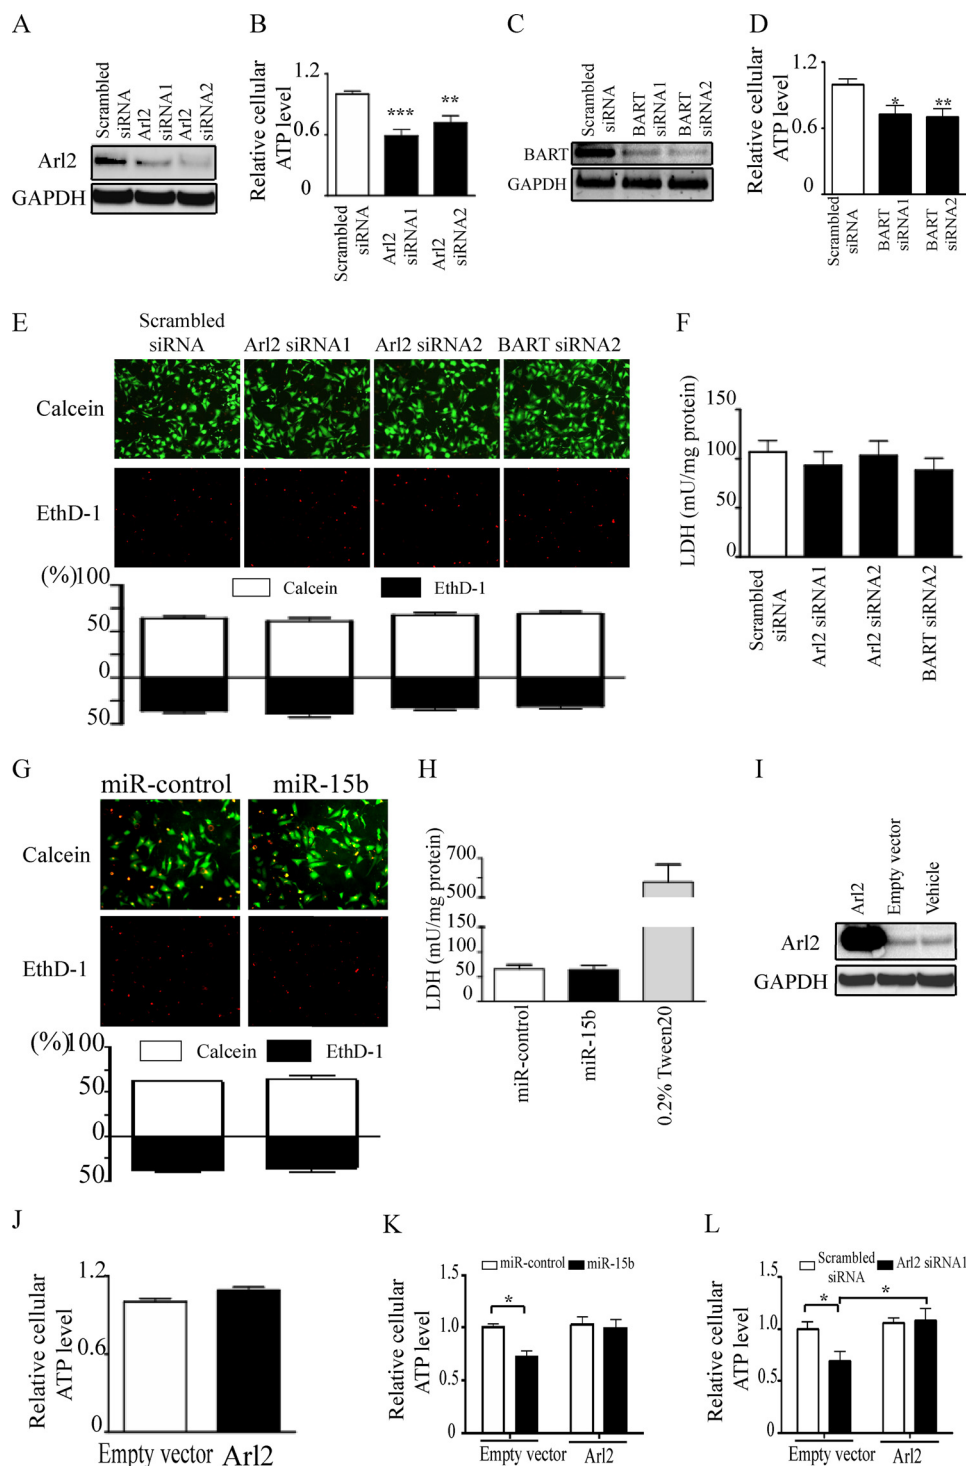 A
Scrambled
siRNA
Arl2
siRNA1
Arl2
siRNA2
Arl2
GAPDH
B
Relative cellular
ATP level
1.2
0.6
0
***
**
Scrambled
siRNA
Arl2
siRNA1
Arl2
siRNA2
C
Scrambled
siRNA
BART
siRNA1
BART
siRNA2
BART
GAPDH
D
Relative cellular
ATP level
1.2
0.6
0
*
**
Scrambled
siRNA
BART
siRNA1
BART
siRNA2
E
Scrambled
siRNA
Arl2 siRNA1
Arl2 siRNA2
BART siRNA2
Calcein
EthD-1
(%)
100
50
0
50
Calcein
EthD-1
F
LDH (mU/mg protein)
150
100
50
0
Scrambled
siRNA
Arl2 siRNA1
Arl2 siRNA2
BART siRNA2
G
miR-control
miR-15b
Calcein
EthD-1
(%)
100
50
0
50
Calcein
EthD-1
H
LDH (mU/mg protein)
700
500
150
100
50
0
miR-control
miR-15b
0.2% Tween20
I
Arl2
Empty vector
Vehicle
Arl2
GAPDH
J
Relative cellular
ATP level
1.2
0.6
0
Empty vector
Arl2
K
miR-control
miR-15b
Relative cellular
ATP level
1.5
1.0
0.5
0
*
Empty vector
Arl2
L
Scrambled
siRNA
Arl2 siRNA1
Relative cellular
ATP level
1.5
1.0
0.5
0
*
*
Empty vector
Arl2